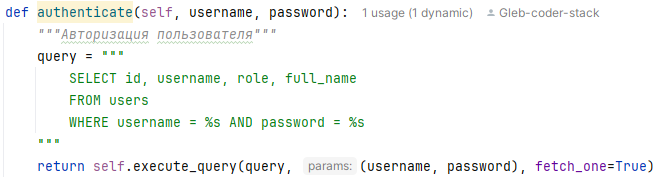 def authenticate(self, username, password): 1 usage (1 dynamic) Gleb-coder-stack
"""Авторизация пользователя"""
query = """
SELECT id, username, role, full_name
FROM users
WHERE username = %s AND password = %s
"""
return self.execute_query(query, params: (username, password), fetch_one=True)